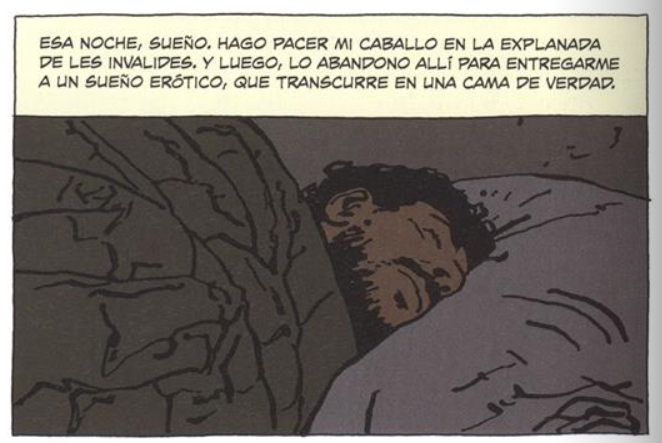 ESA NOCHE, SUEÑO. HAGO PACER MI CABALLO EN LA EXPLANADA
DE LES INVALIDES. Y LUEGO, LO ABANDONO ALLÍ PARA ENTREGARME
A UN SUEÑO ERÓTICO, QUE TRANSCURRE EN UNA CAMA DE VERDAD.